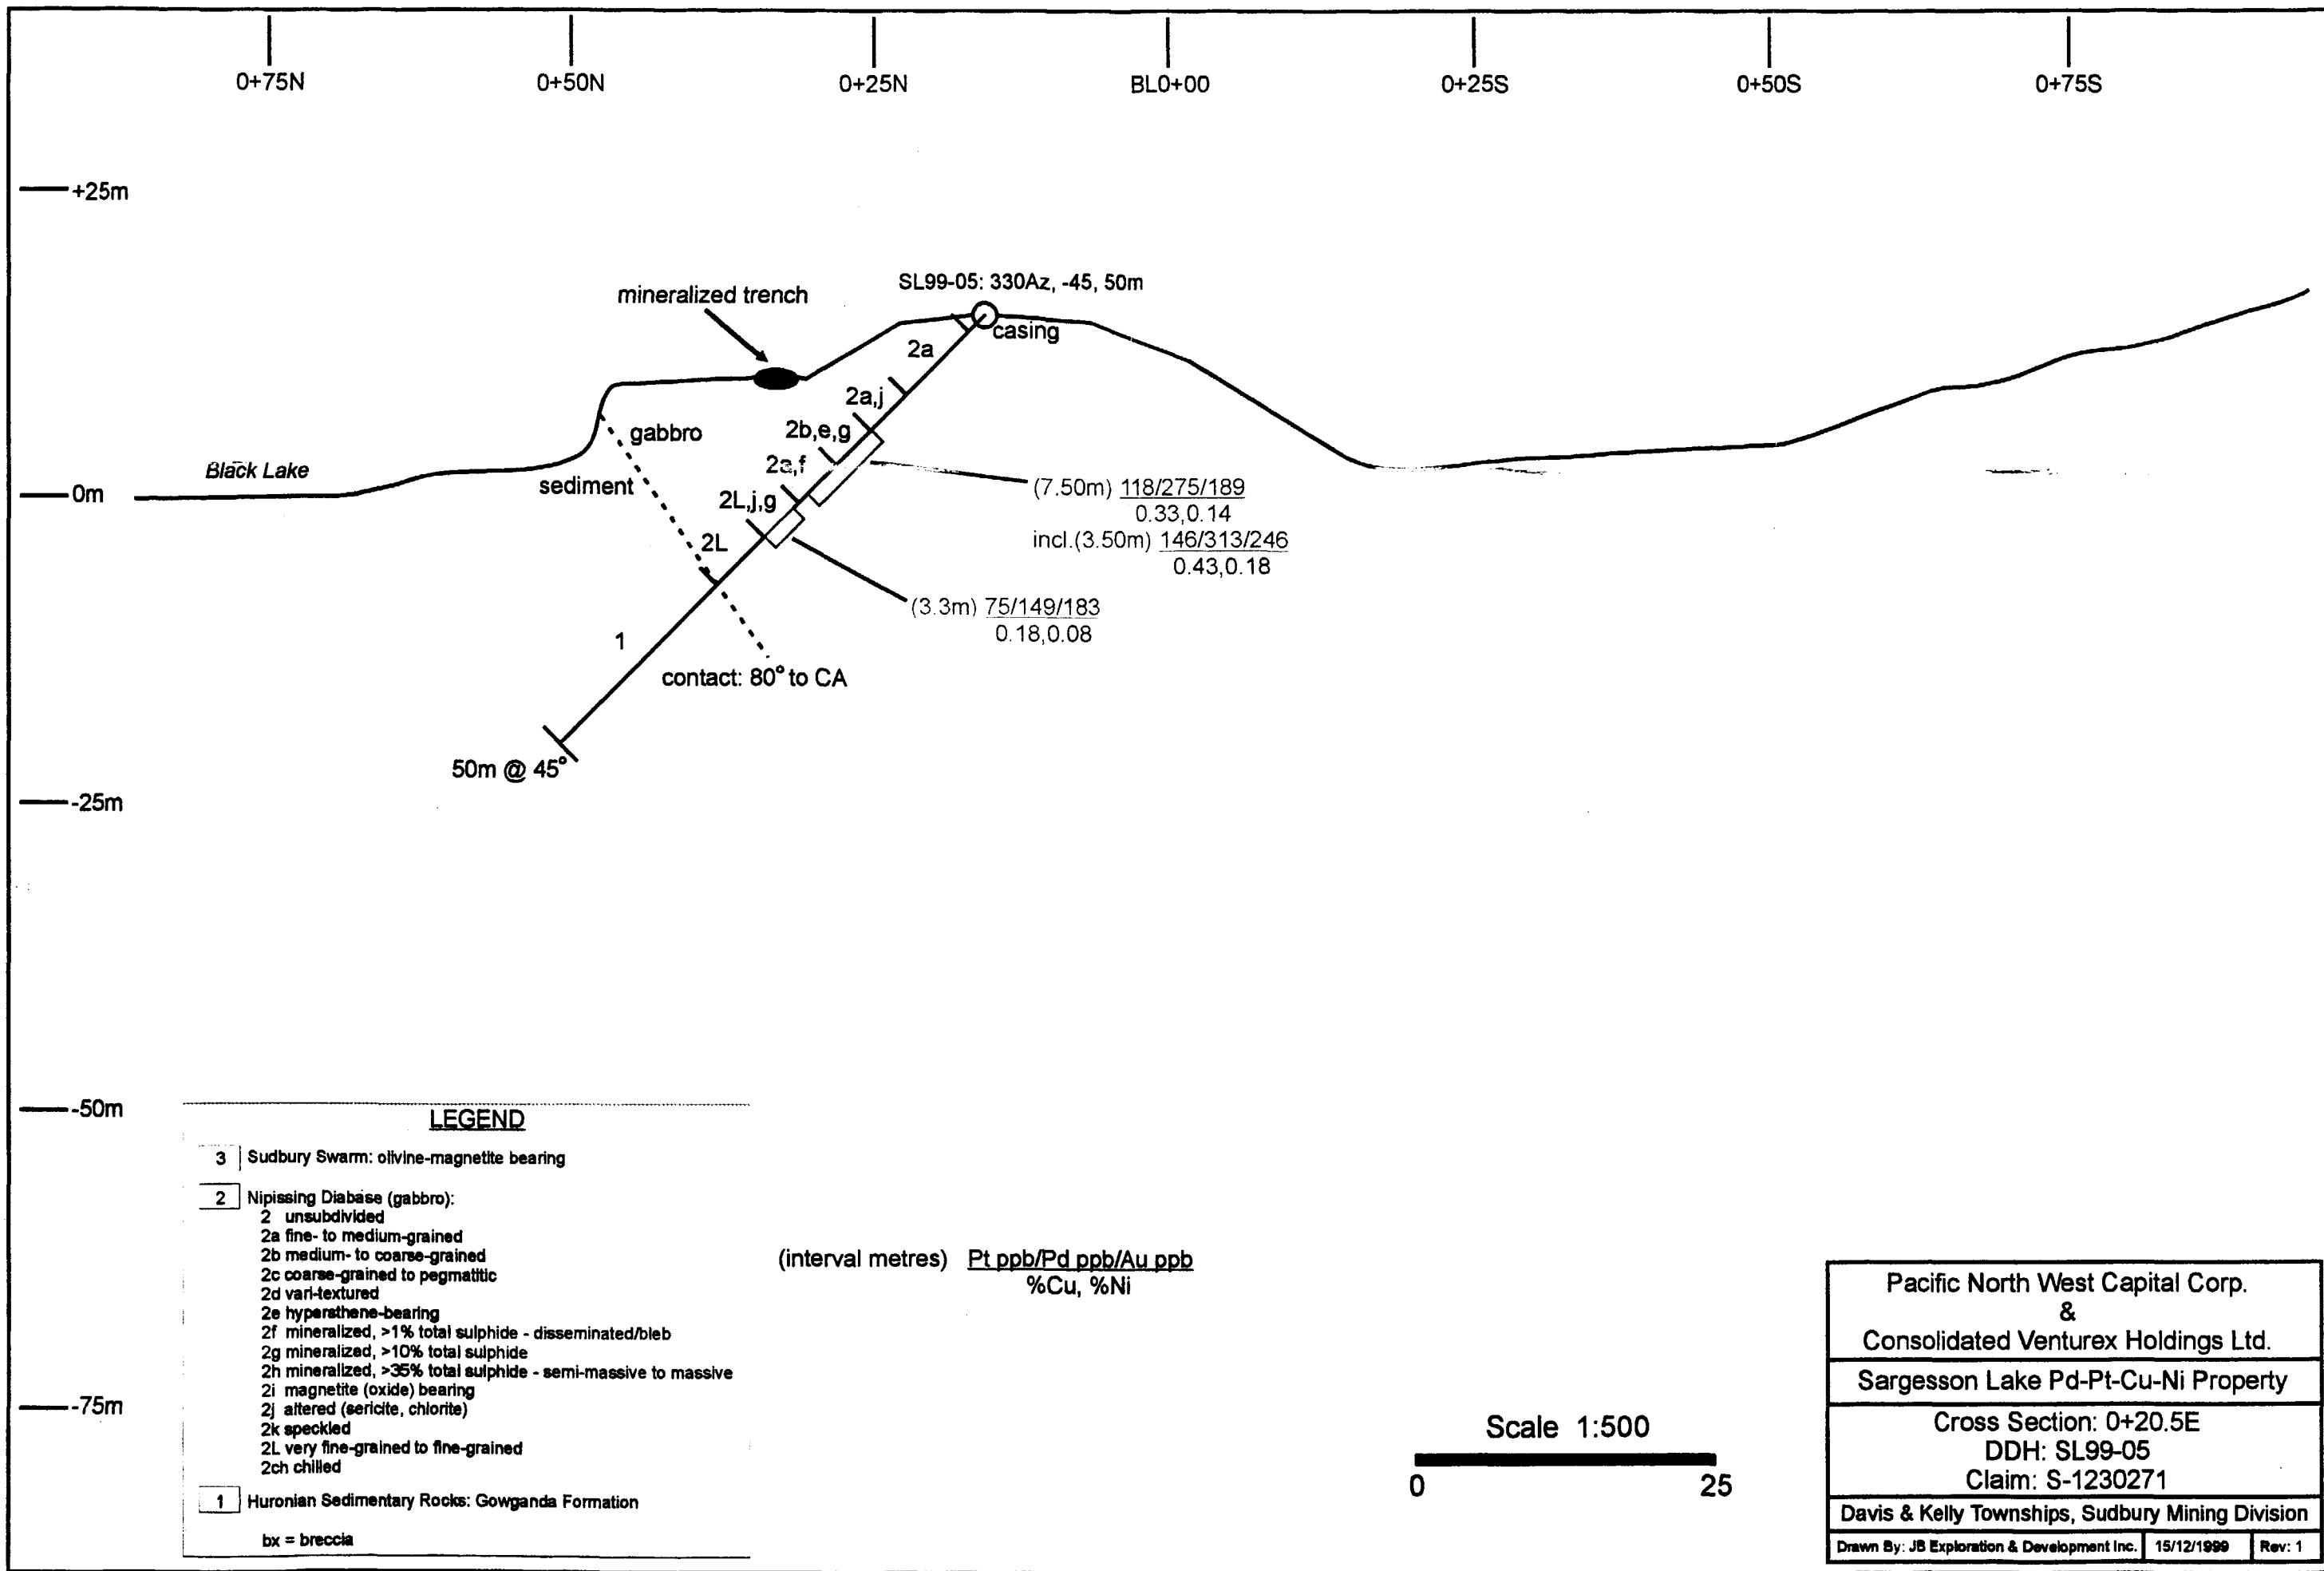 0+75N 0+50N 0+25N BL0+00 0+25S 0+50S 0+75S
+25m
SL99-05: 330Az, -45, 50m
mineralized trench
casing
2a
2a,j
2b,e,g
gabbro
2a,f
Black Lake
sediment
0m
2L,j,g
(7.50m) 118/275/189
0.33,0.14
incl.(3.50m) 146/313/246
0.43,0.18
2L
(3.3m) 75/149/183
0.18,0.08
1
contact: 80° to CA
50m @ 45°
-25m
-50m
-75m
LEGEND
3 Sudbury Swarm: olivine-magnetite bearing
2 Nipissing Diabase (gabbro):
2 unsubdivided
2a fine- to medium-grained
2b medium- to coarse-grained
2c coarse-grained to pegmatitic
2d vari-textured
2e hypersthene-bearing
2f mineralized, >1% total sulphide - disseminated/bleb
2g mineralized, >10% total sulphide
2h mineralized, >35% total sulphide - semi-massive to massive
2i magnetite (oxide) bearing
2j altered (sericite, chlorite)
2k speckled
2L very fine-grained to fine-grained
2ch chilled
1 Huronian Sedimentary Rocks: Gowganda Formation
bx = breccia
(interval metres) Pt ppb/Pd ppb/Au ppb
%Cu, %Ni
Scale 1:500
0 25
Pacific North West Capital Corp.
&
Consolidated Venturex Holdings Ltd.
Sargesson Lake Pd-Pt-Cu-Ni Property
Cross Section: 0+20.5E
DDH: SL99-05
Claim: S-1230271
Davis & Kelly Townships, Sudbury Mining Division
Drawn By: JB Exploration & Development Inc. 15/12/1999 Rev: 1